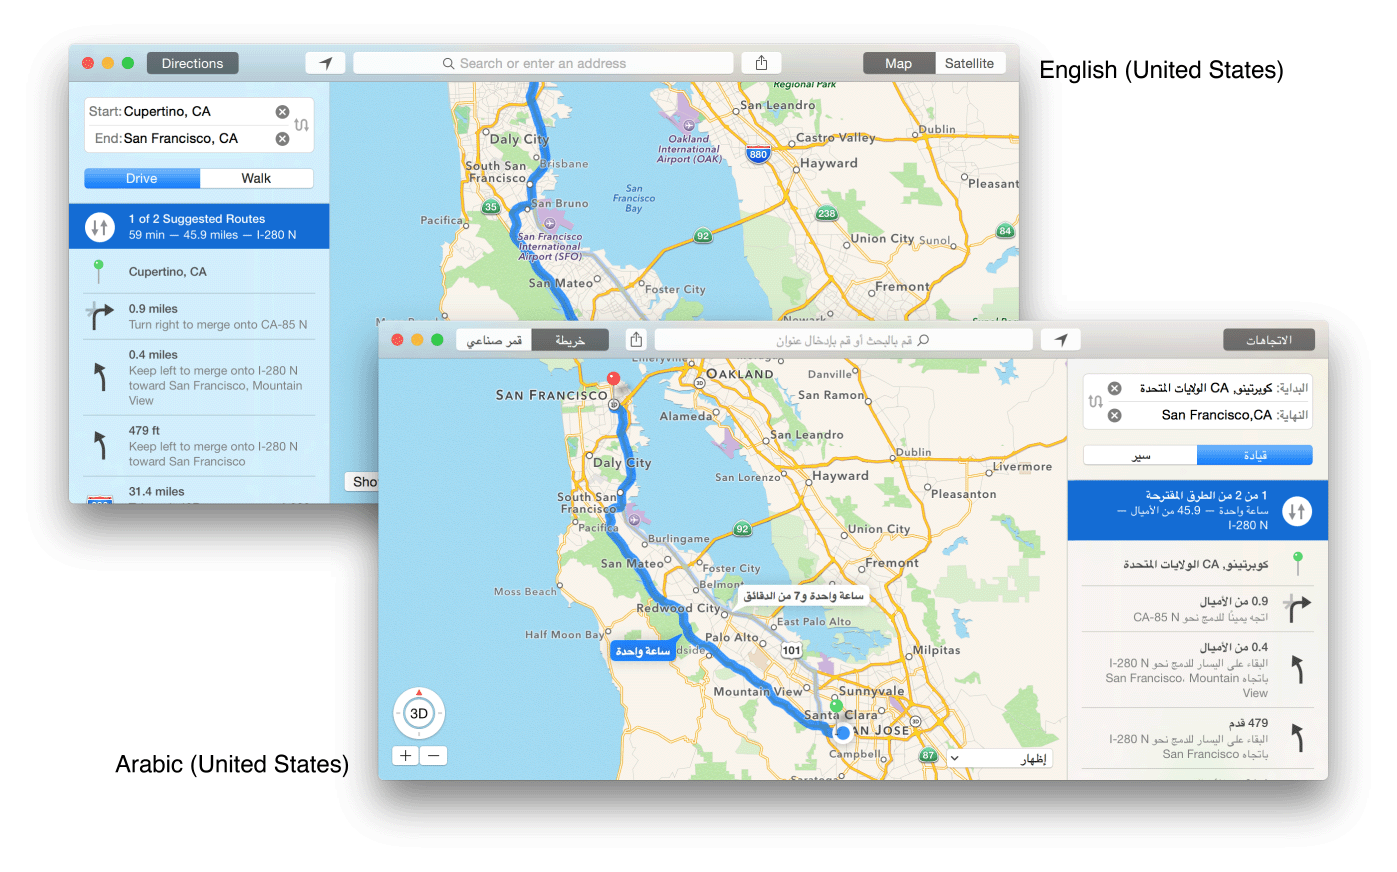 Directions
Search or enter an address
Map
Satellite
English (United States)
Start: Cupertino, CA
End: San Francisco, CA
Drive
Walk
1 of 2 Suggested Routes
59 min — 45.9 miles — I-280 N
Cupertino, CA
0.9 miles
Turn right to merge onto CA-85 N
0.4 miles
Keep left to merge onto I-280 N
toward San Francisco, Mountain
View
479 ft
Keep left to merge onto I-280 N
toward San Francisco
31.4 miles
Regional Park
San Leandro
Oakland
International
Airport (OAK)
Daly City
880
Castro Valley
Dublin
Brisbane
South San
Francisco
Hayward
San
Francisco
Bay
Pleasant
San Bruno
35
Pacifica
238
San Francisco
International
Airport (SFO)
92
84
Union City
Sunol
San Mateo
Foster City
Fremont
Newark
Sho
قمر صناعي
خريطة
قم بالبحث أو قم بإدخال عنوان
الاتجاهات
Emeryville
OAKLAND
Danville
SAN FRANCISCO
San Ramon
Alameda
San Leandro
Dublin
Daly City
San Lorenzo
Hayward
Livermore
South San
Francisco
Pleasanton
Pacifica
92
Union City
Burlingame
San Mateo
Foster City
Fremont
Belmont
Moss Beach
ساعة واحدة و7 من الدقائق
Redwood City
East Palo Alto
Half Moon Bay
Palo Alto
ساعة واحدة
dside
101
Milpitas
Mountain View
Sunnyvale
3D
Santa Clara
AN JOSE
Campbell
87
+
−
Saratoga
إظهار
البداية: كوبرتينو, CA الولايات المتحدة
النهاية: San Francisco,CA
قيادة
سير
1 من 2 من الطرق المقترحة
ساعة واحدة — 45.9 من الأميال —
I-280 N
كوبرتينو, CA الولايات المتحدة
0.9 من الأميال
اتجه يمينًا للدمج نحو CA-85 N
0.4 من الأميال
البقاء على اليسار للدمج نحو I-280 N
باتجاه San Francisco، Mountain
View
479 قدم
البقاء على اليسار للدمج نحو I-280 N
باتجاه San Francisco
Arabic (United States)